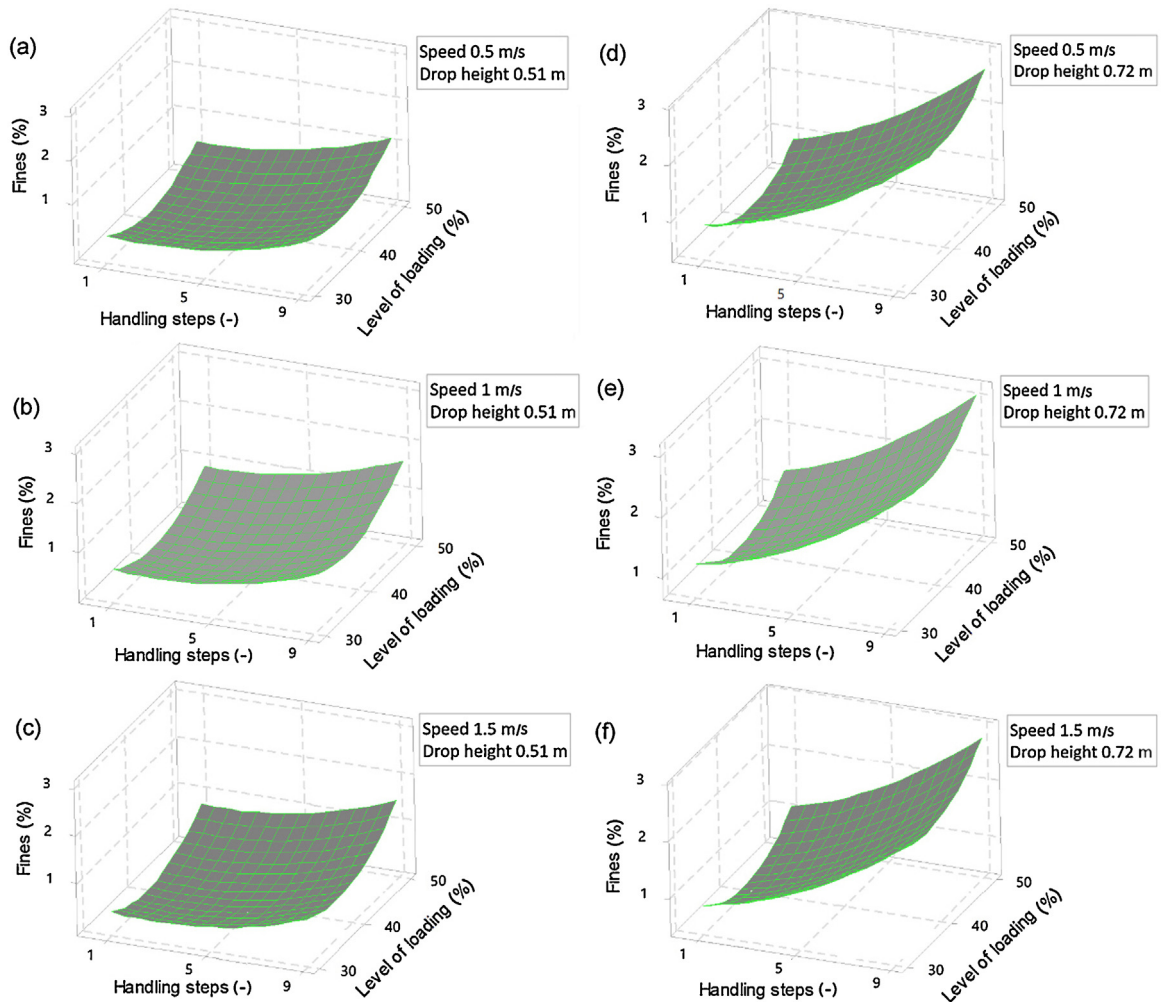 (a)
Speed 0.5 m/s
Drop height 0.51 m
Fines (%)
3
2
1
1
5
9
Handling steps (-)
30
40
50
Level of loading (%)
(d)
Speed 0.5 m/s
Drop height 0.72 m
Fines (%)
3
2
1
1
5
9
Handling steps (-)
30
40
50
Level of loading (%)
(b)
Speed 1 m/s
Drop height 0.51 m
Fines (%)
3
2
1
1
5
9
Handling steps (-)
30
40
50
Level of loading (%)
(e)
Speed 1 m/s
Drop height 0.72 m
Fines (%)
3
2
1
1
5
9
Handling steps (-)
30
40
50
Level of loading (%)
(c)
Speed 1.5 m/s
Drop height 0.51 m
Fines (%)
3
2
1
1
5
9
Handling steps (-)
30
40
50
Level of loading (%)
(f)
Speed 1.5 m/s
Drop height 0.72 m
Fines (%)
3
2
1
1
5
9
Handling steps (-)
30
40
50
Level of loading (%)